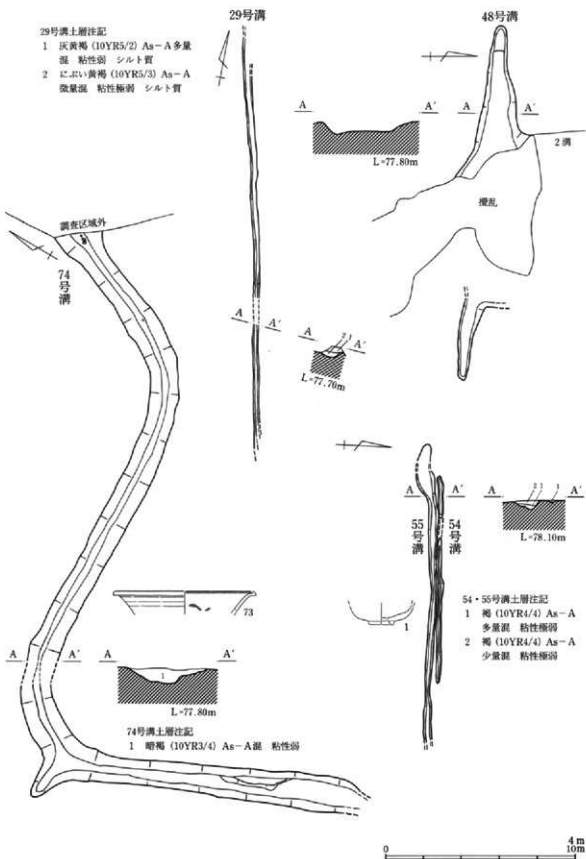 29号溝土層注記
1 灰黄褐 (10YR5/2) As-A多量
混 粘性弱 シルト質
2 にぶい黄褐 (10YR5/3) As-A
微量混 粘性極弱 シルト質
29号溝
A A'
A A'
2 1
L=77.70m
48号溝
A A'
A A'
L=77.80m
2溝
攪乱
調査区域外
74号溝
A A'
A A'
1
L=77.80m
73
74号溝土層注記
1 暗褐 (10YR3/4) As-A混 粘性弱
A A'
55号溝
54号溝
1
A A'
2 1 1
L=78.10m
54・55号溝土層注記
1 褐 (10YR4/4) As-A
多量混 粘性極弱
2 褐 (10YR4/4) As-A
少量混 粘性極弱
0 4m
10m